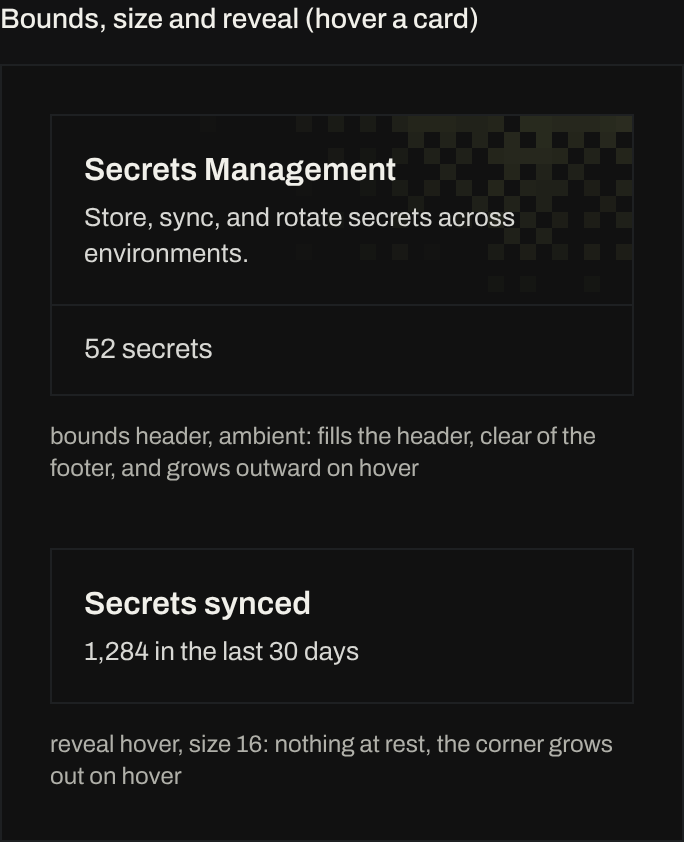 Bounds, size and reveal (hover a card)
Secrets Management
Store, sync, and rotate secrets across
environments.
52 secrets
bounds header, ambient: fills the header, clear of the
footer, and grows outward on hover
Secrets synced
1,284 in the last 30 days
reveal hover, size 16: nothing at rest, the corner grows
out on hover